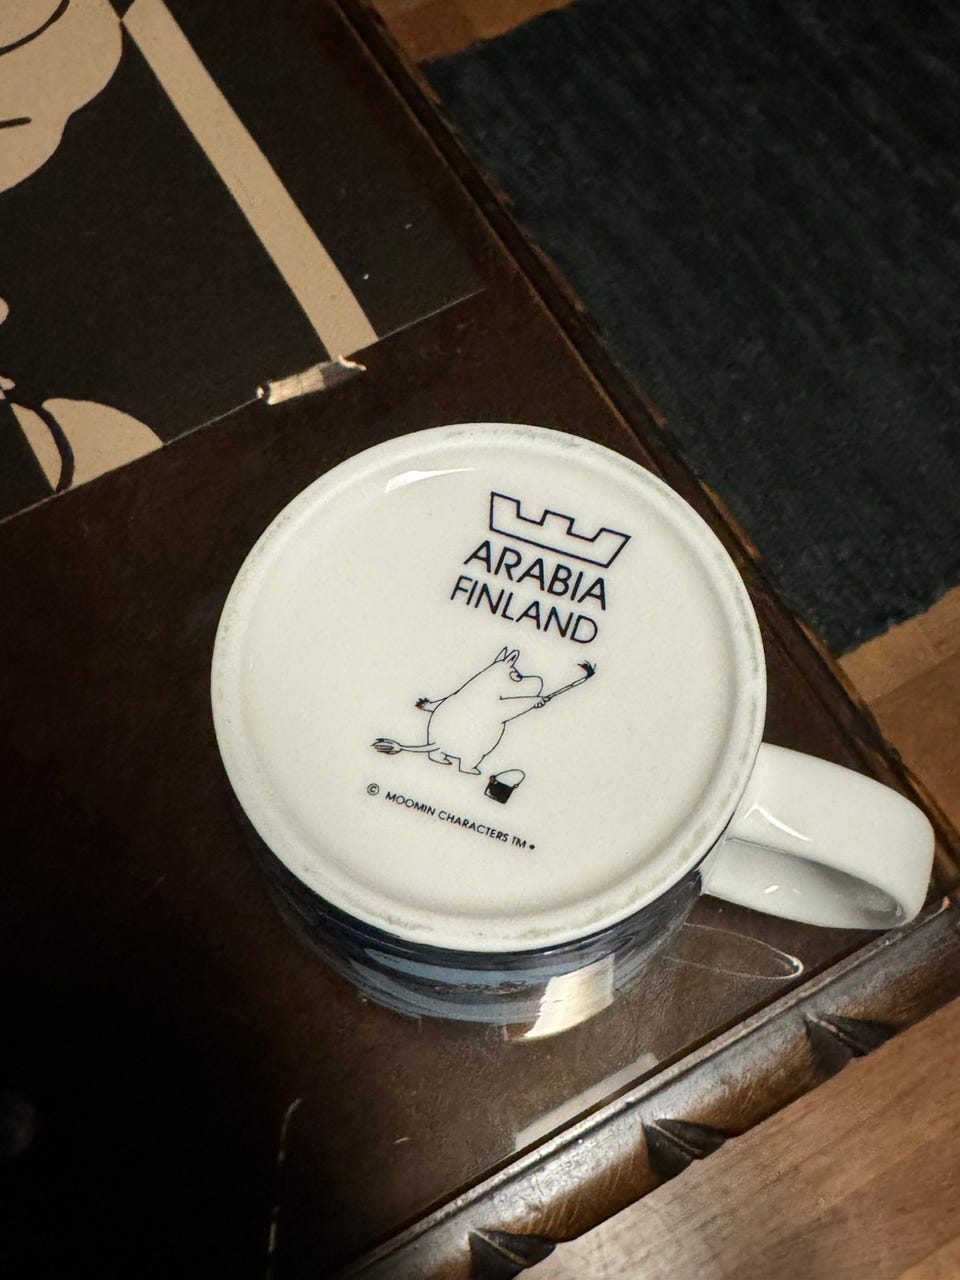 ARABIA
FINLAND
© MOOMIN CHARACTERS TM •